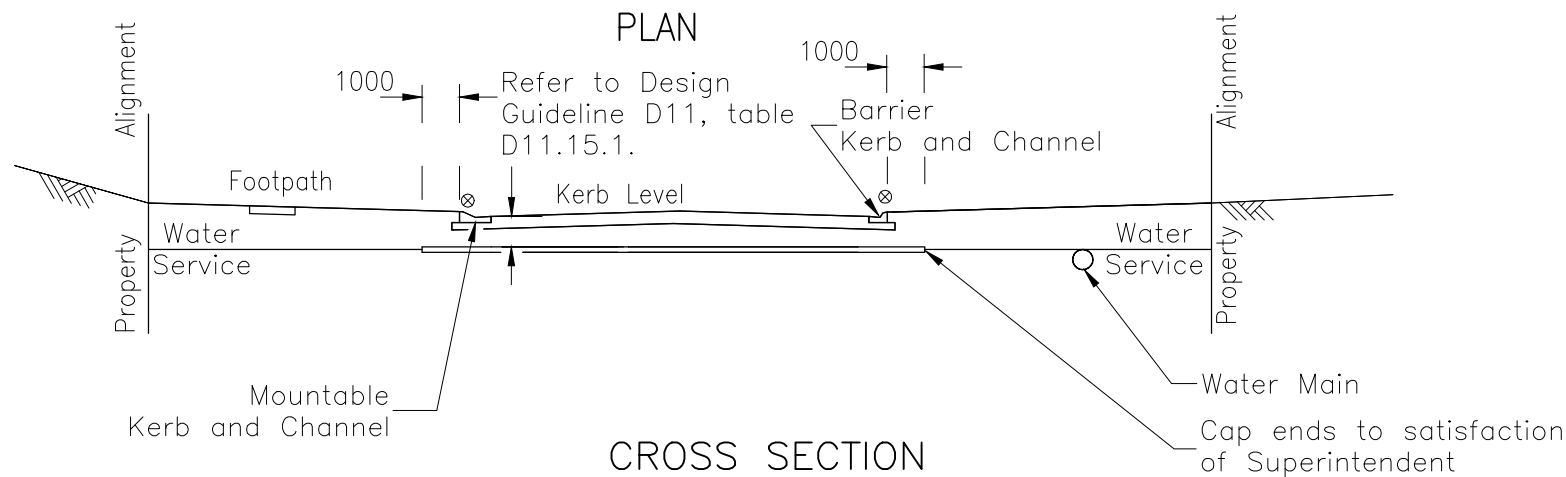 PLAN
Alignment
1000
Refer to Design
Guideline D11, table
D11.15.1.
1000
Barrier
Kerb and Channel
Alignment
Footpath
Kerb Level
Water
Service
Property
Water
Service
Property
Mountable
Kerb and Channel
Water Main
Cap ends to satisfaction
of Superintendent
CROSS SECTION